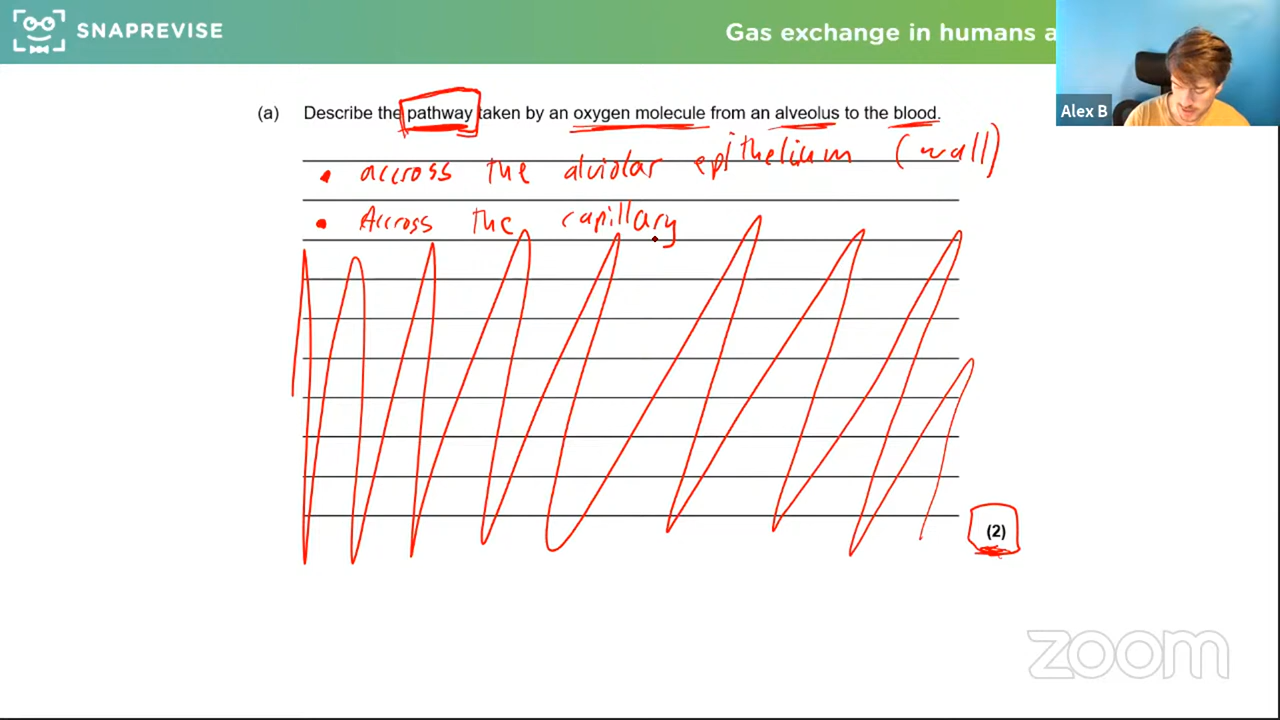 SNAPREVISE
Gas exchange in humans a
Alex B
(a) Describe the pathway taken by an oxygen molecule from an alveolus to the blood.
• accross the alviolar epithelium (wall)
• Accross the capillary
(2)
zoom